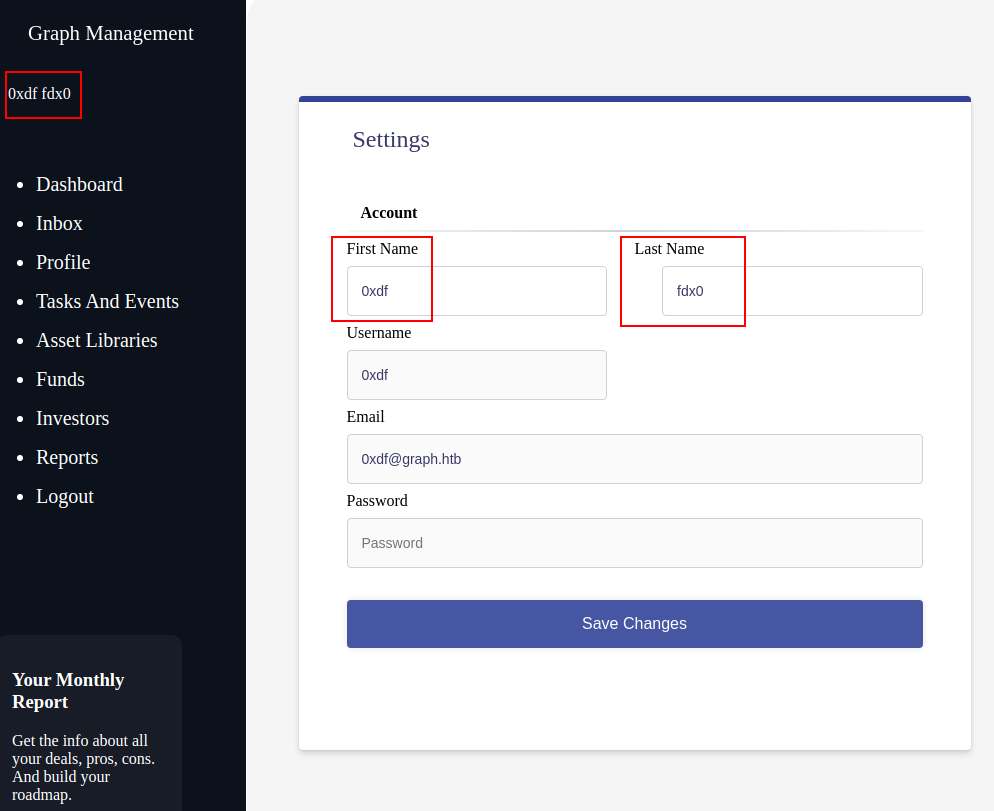 Graph Management
0xdf fdx0
Dashboard
Inbox
Profile
Tasks And Events
Asset Libraries
Funds
Investors
Reports
Logout
Your Monthly
Report
Get the info about all
your deals, pros, cons.
And build your
roadmap.
Settings
Account
First Name Last Name
0xdf fdx0
Username
0xdf
Email
0xdf@graph.htb
Password
Password
Save Changes